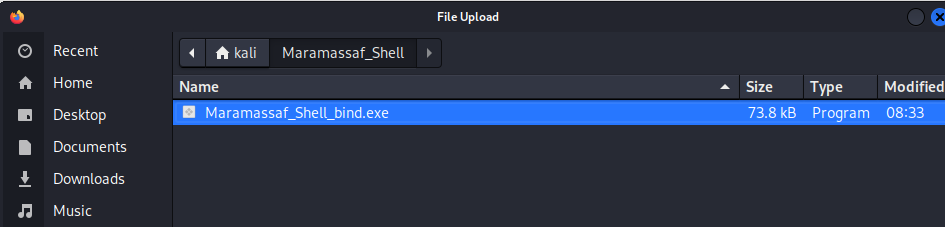 File Upload
Recent
Home
Desktop
Documents
Downloads
Music
kali Maramassaf_Shell
Name Size Type Modified
Maramassaf_Shell_bind.exe 73.8 kB Program 08:33